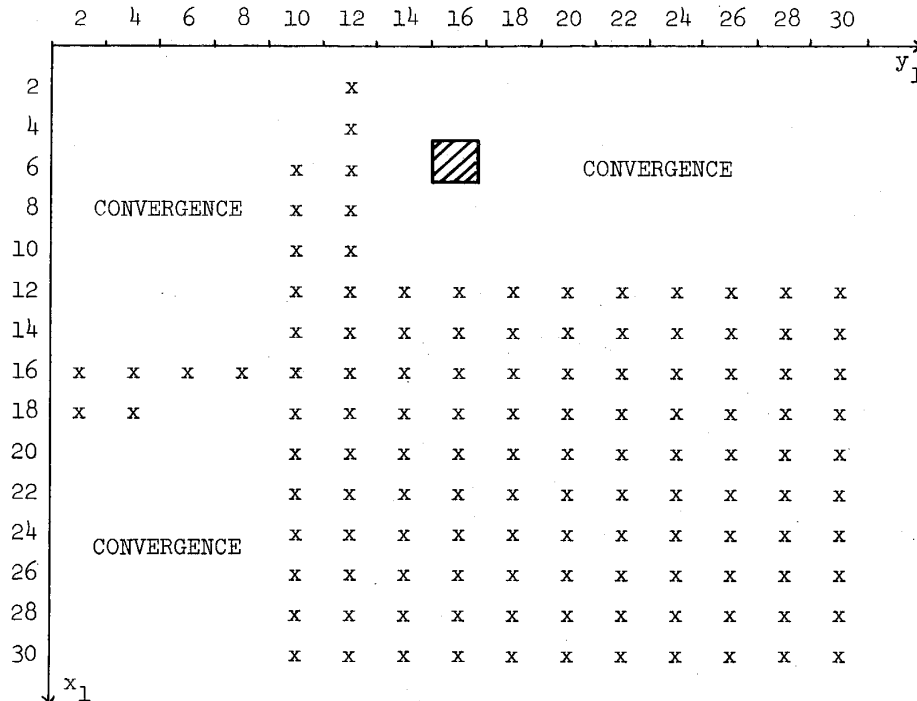 2 4 6 8 10 12 14 16 18 20 22 24 26 28 30
y1
2 x
4 x
6 x x CONVERGENCE
8 CONVERGENCE x x
10 x x
12 x x x x x x x x x x x
14 x x x x x x x x x x x
16 x x x x x x x x x x x x x x x
18 x x x x x x x x x x x x x
20 x x x x x x x x x x x
22 x x x x x x x x x x x
24 x x x x x x x x x x x
CONVERGENCE
26 x x x x x x x x x x x
28 x x x x x x x x x x x
30 x x x x x x x x x x x
x1